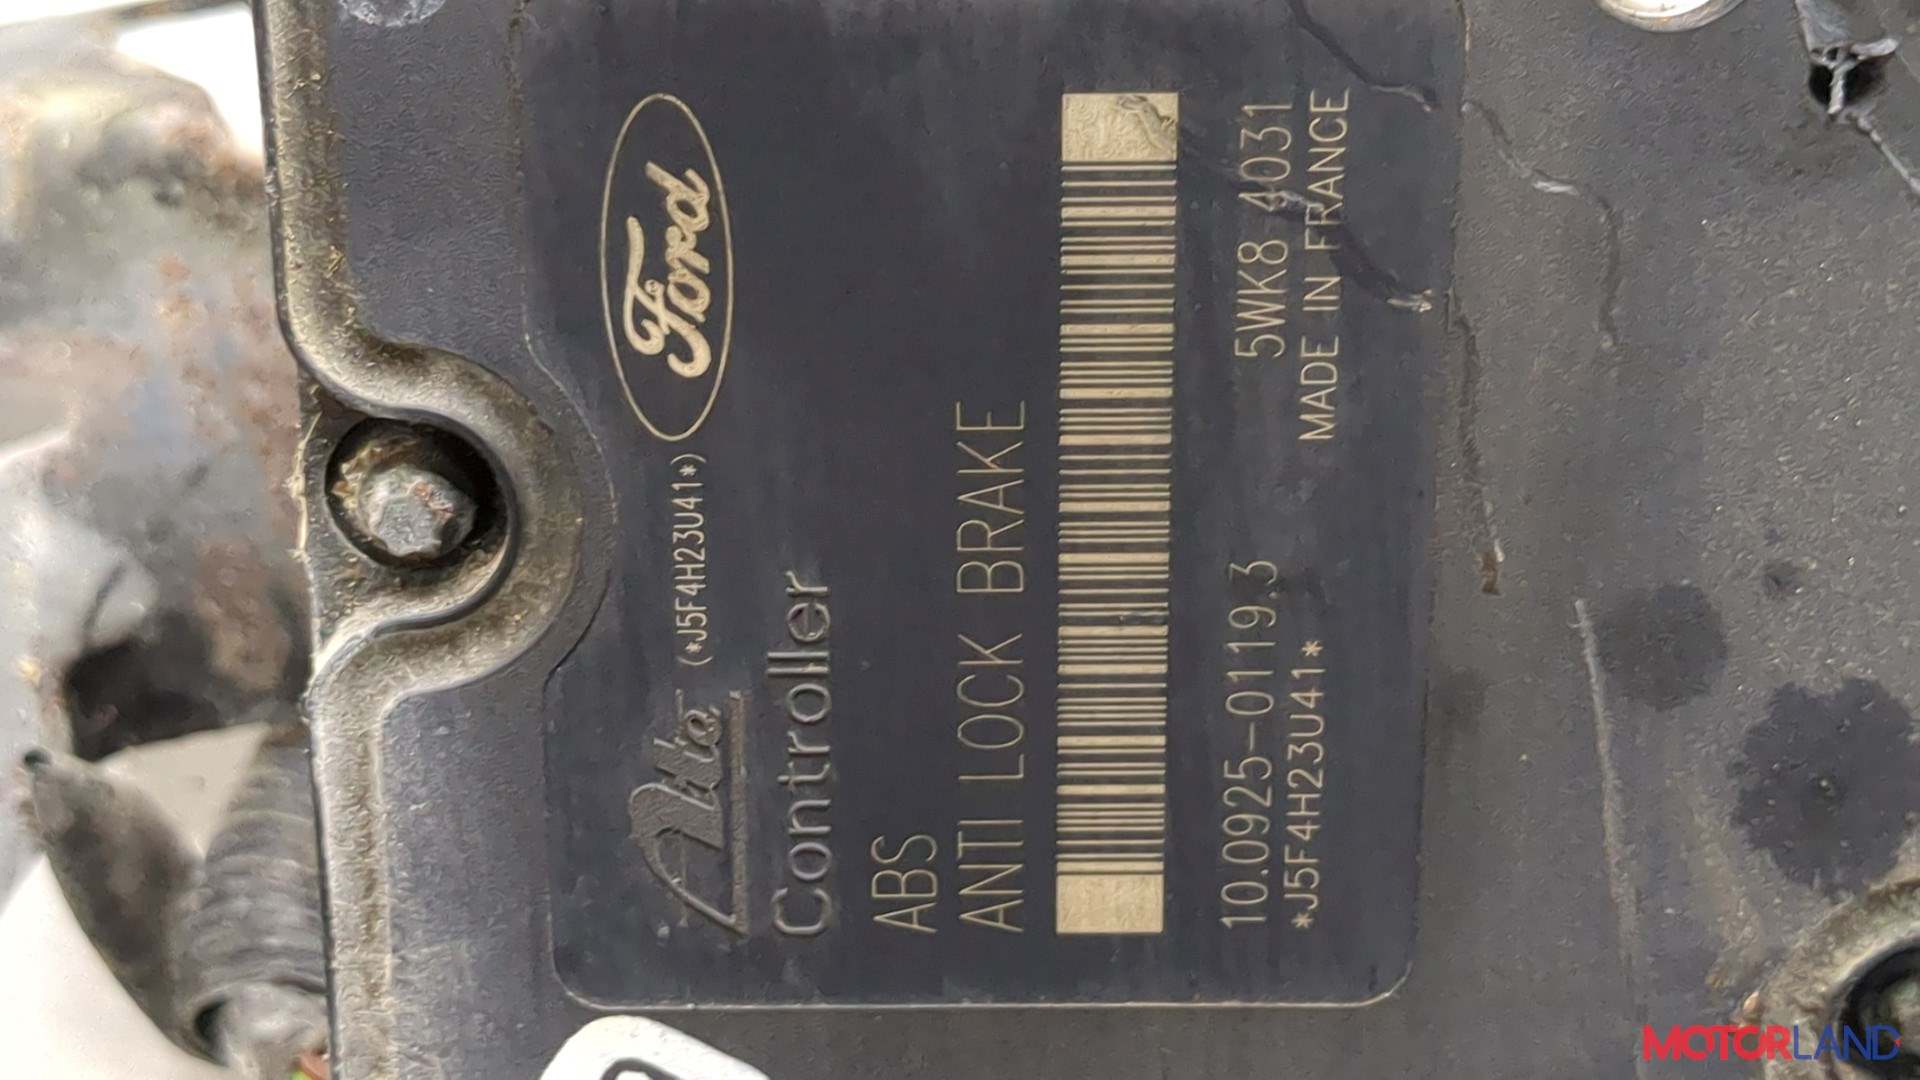 Ate (*J5F4H23U41*) Ford
Controller
ABS
ANTI LOCK BRAKE
10.0925-0119.3 5WK8 4031
*J5F4H23U41* MADE IN FRANCE
MOTORLAND